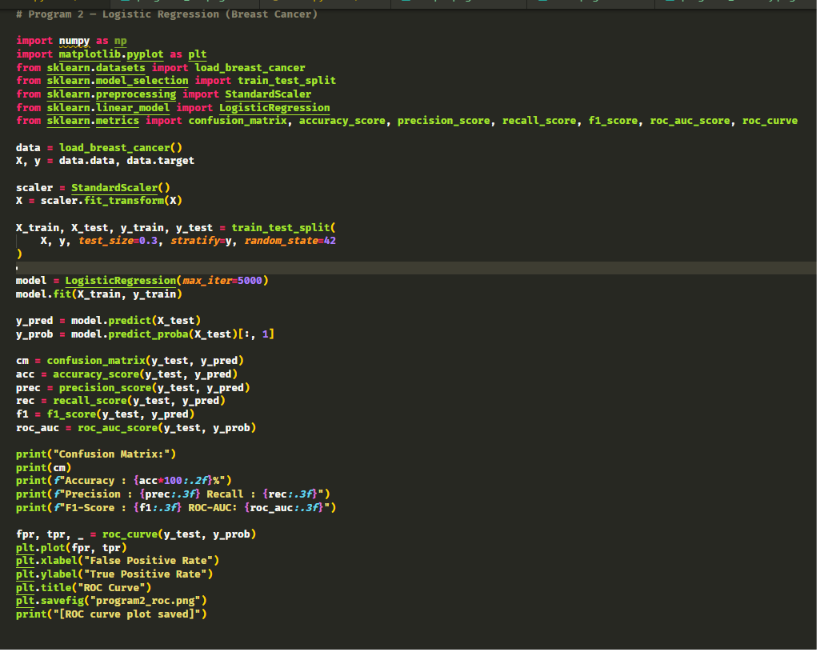 # Program 2 – Logistic Regression (Breast Cancer)
import numpy as np
import matplotlib.pyplot as plt
from sklearn.datasets import load_breast_cancer
from sklearn.model_selection import train_test_split
from sklearn.preprocessing import StandardScaler
from sklearn.linear_model import LogisticRegression
from sklearn.metrics import confusion_matrix, accuracy_score, precision_score, recall_score, f1_score, roc_auc_score, roc_curve
data = load_breast_cancer()
X, y = data.data, data.target
scaler = StandardScaler()
X = scaler.fit_transform(X)
X_train, X_test, y_train, y_test = train_test_split(
    X, y, test_size=0.3, stratify=y, random_state=42
)
model = LogisticRegression(max_iter=5000)
model.fit(X_train, y_train)
y_pred = model.predict(X_test)
y_prob = model.predict_proba(X_test)[:, 1]
cm = confusion_matrix(y_test, y_pred)
acc = accuracy_score(y_test, y_pred)
prec = precision_score(y_test, y_pred)
rec = recall_score(y_test, y_pred)
f1 = f1_score(y_test, y_pred)
roc_auc = roc_auc_score(y_test, y_prob)
print("Confusion Matrix:")
print(cm)
print(f"Accuracy : {acc*100:.2f}%")
print(f"Precision : {prec:.3f} Recall : {rec:.3f}")
print(f"F1-Score : {f1:.3f} ROC-AUC: {roc_auc:.3f}")
fpr, tpr, _ = roc_curve(y_test, y_prob)
plt.plot(fpr, tpr)
plt.xlabel("False Positive Rate")
plt.ylabel("True Positive Rate")
plt.title("ROC Curve")
plt.savefig("program2_roc.png")
print("[ROC curve plot saved]")